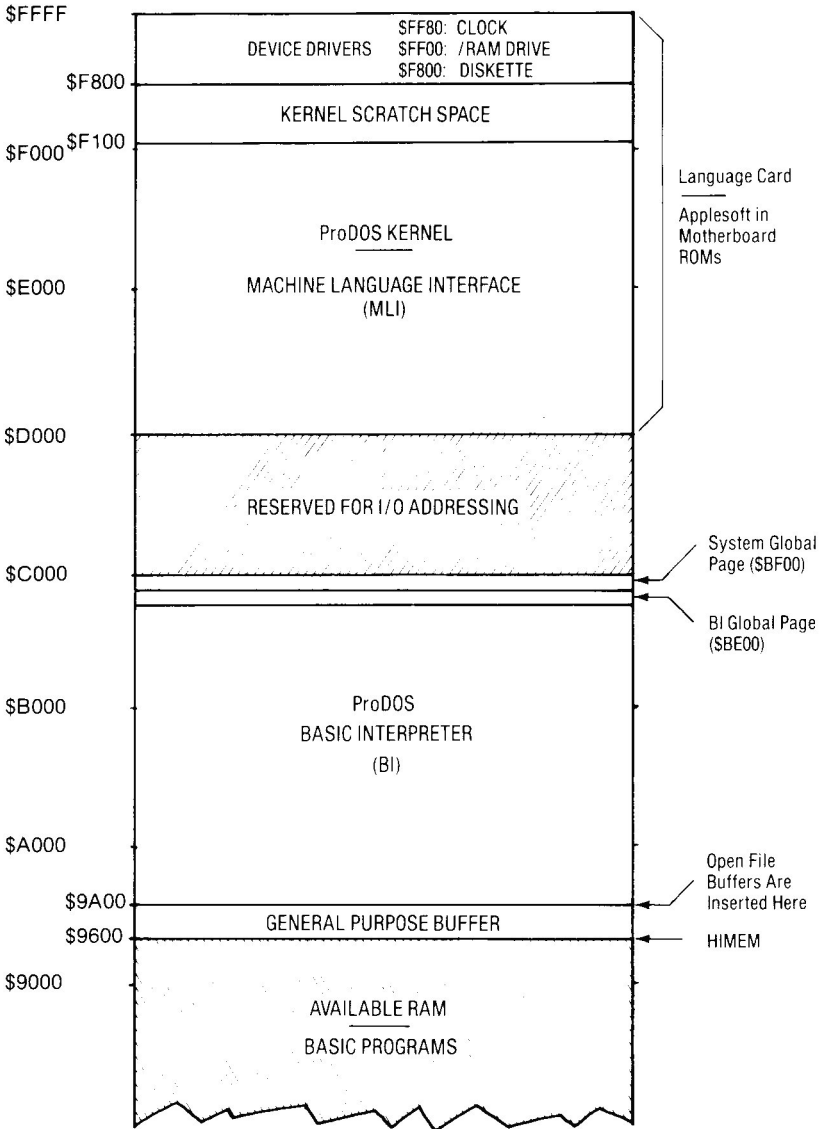 $FFFF
DEVICE DRIVERS
$FF80: CLOCK
$FF00: /RAM DRIVE
$F800: DISKETTE
$F800
KERNEL SCRATCH SPACE
$F100
$F000
Language Card
Applesoft in
Motherboard
ROMs
ProDOS KERNEL
MACHINE LANGUAGE INTERFACE
(MLI)
$E000
$D000
RESERVED FOR I/O ADDRESSING
$C000
System Global
Page ($BF00)
BI Global Page
($BE00)
$B000
ProDOS
BASIC INTERPRETER
(BI)
$A000
Open File
Buffers Are
Inserted Here
$9A00
GENERAL PURPOSE BUFFER
$9600
HIMEM
$9000
AVAILABLE RAM
BASIC PROGRAMS